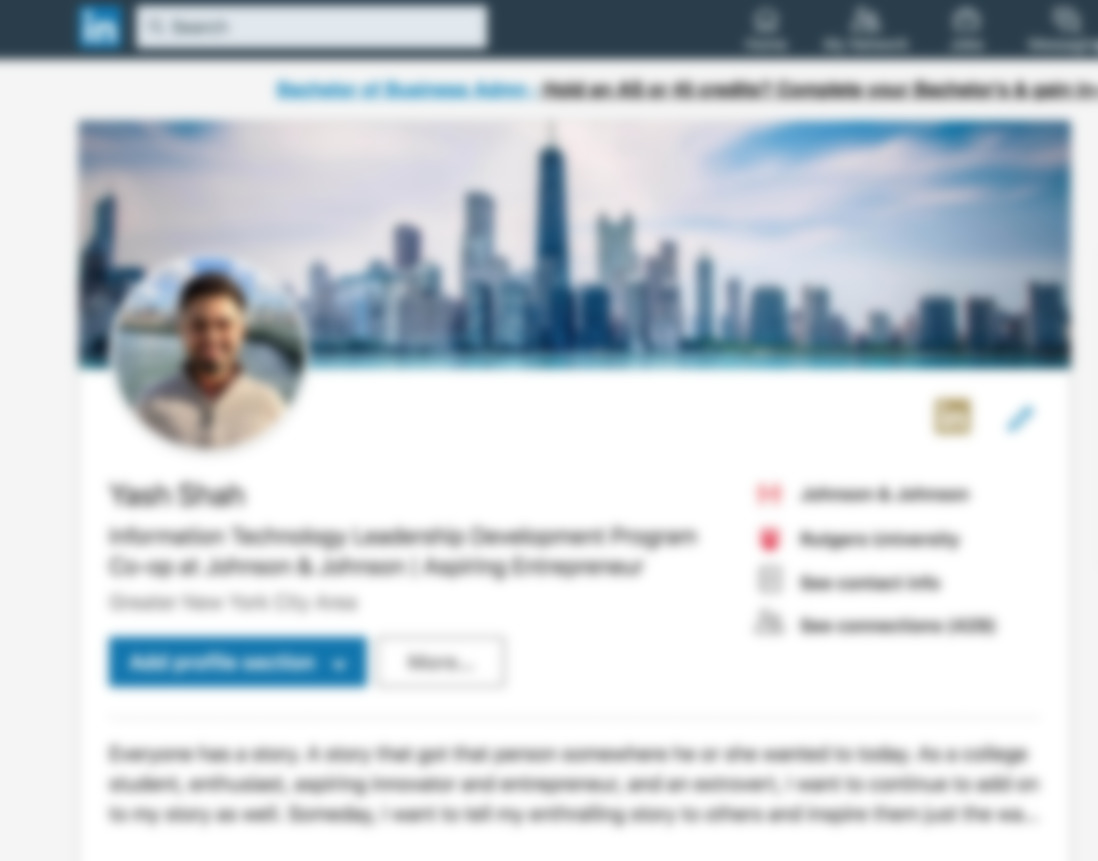 in
Search
Home
My Network
Jobs
Messaging
Bachelor of Business Admn. - Hold an AS or 45 credits? Complete your Bachelor's & gain
in
Yash Shah
Johnson & Johnson
Information Technology Leadership Development Program
Rutgers University
Co-op at Johnson & Johnson | Aspiring Entrepreneur
See contact info
Greater New York City Area
See connections
Add profile section
More...
Everyone has a story. A story that got that person somewhere he or she wanted to today. As a college
student, enthusiast, aspiring innovator and entrepreneur, and an extrovert, I want to continue to add on
to my story as well. Someday, I want to tell my enthralling story to others and inspire them just the wa...